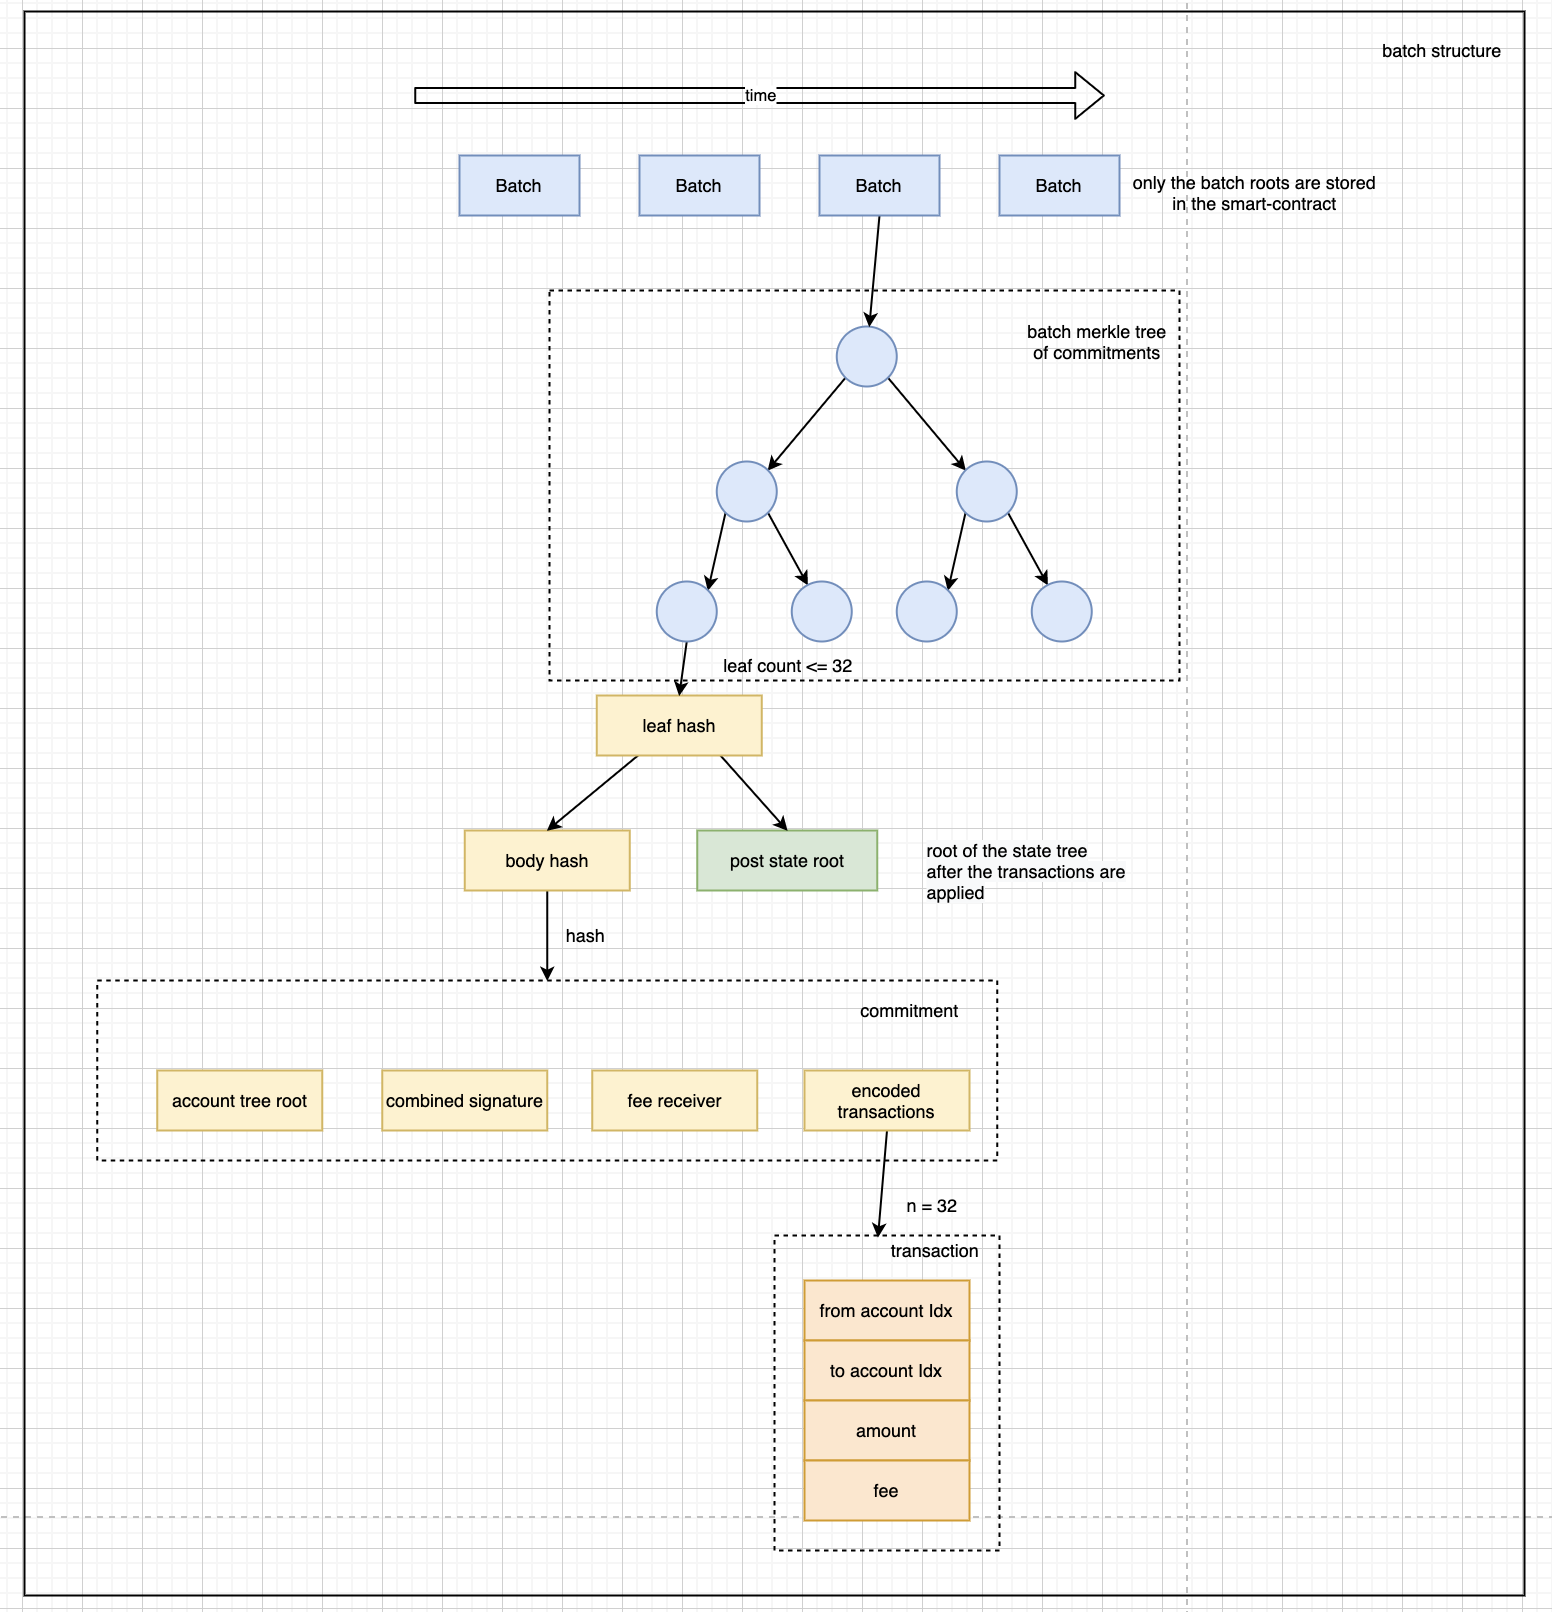 batch structure
time
Batch
Batch
Batch
Batch
only the batch roots are stored
in the smart-contract
batch merkle tree
of commitments
leaf count <= 32
leaf hash
body hash
post state root
root of the state tree
after the transactions are
applied
hash
commitment
account tree root
combined signature
fee receiver
encoded
transactions
n = 32
transaction
from account Idx
to account Idx
amount
fee